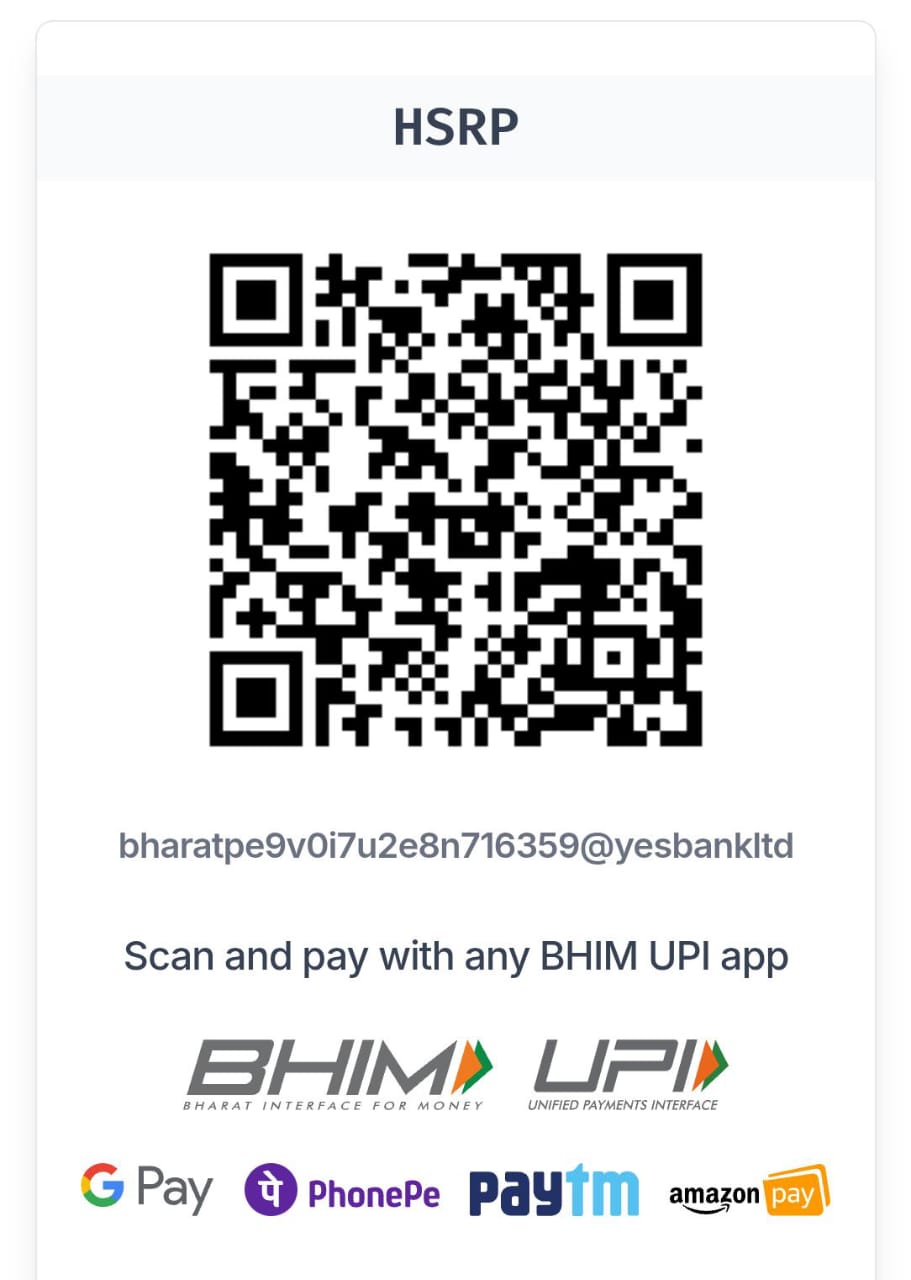 HSRP
bharatpe9v0i7u2e8n716359@yesbankltd
Scan and pay with any BHIM UPI app
BHIM UPI
BHARAT INTERFACE FOR MONEY UNIFIED PAYMENTS INTERFACE
G Pay पे PhonePe paytm amazon pay